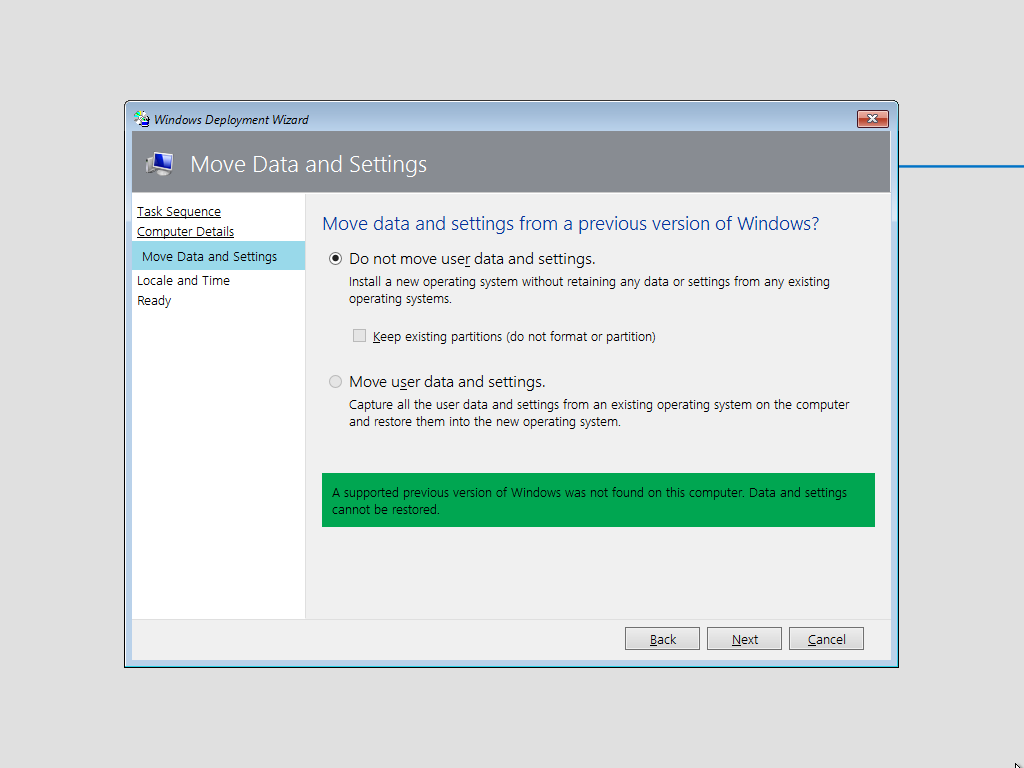 Windows Deployment Wizard
Move Data and Settings
Task Sequence
Computer Details
Move Data and Settings
Locale and Time
Ready
Move data and settings from a previous version of Windows?
Do not move user data and settings.
Install a new operating system without retaining any data or settings from any existing
operating systems.
Keep existing partitions (do not format or partition)
Move user data and settings.
Capture all the user data and settings from an existing operating system on the computer
and restore them into the new operating system.
A supported previous version of Windows was not found on this computer. Data and settings
cannot be restored.
Back
Next
Cancel